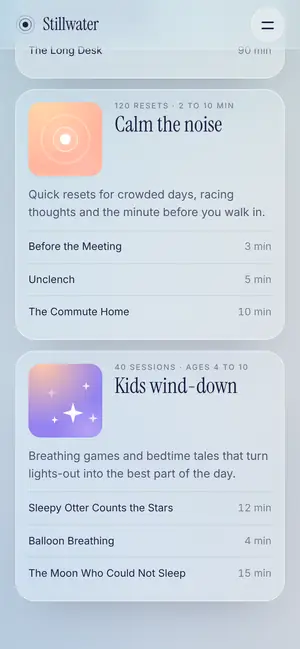 Stillwater
The Long Desk 90 min
120 RESETS · 2 TO 10 MIN
Calm the noise
Quick resets for crowded days, racing
thoughts and the minute before you walk in.
Before the Meeting 3 min
Unclench 5 min
The Commute Home 10 min
40 SESSIONS · AGES 4 TO 10
Kids wind-down
Breathing games and bedtime tales that turn
lights-out into the best part of the day.
Sleepy Otter Counts the Stars 12 min
Balloon Breathing 4 min
The Moon Who Could Not Sleep 15 min